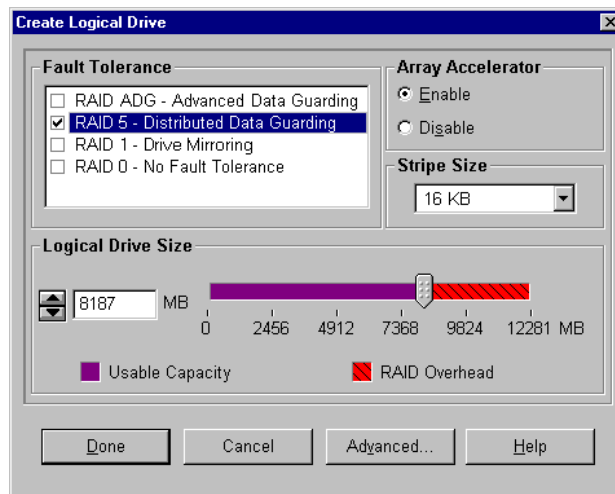 Create Logical Drive
Fault Tolerance
RAID ADG - Advanced Data Guarding
RAID 5 - Distributed Data Guarding
RAID 1 - Drive Mirroring
RAID 0 - No Fault Tolerance
Array Accelerator
Enable
Disable
Stripe Size
16 KB
Logical Drive Size
8187 MB
0 2456 4912 7368 9824 12281 MB
Usable Capacity RAID Overhead
Done Cancel Advanced... Help